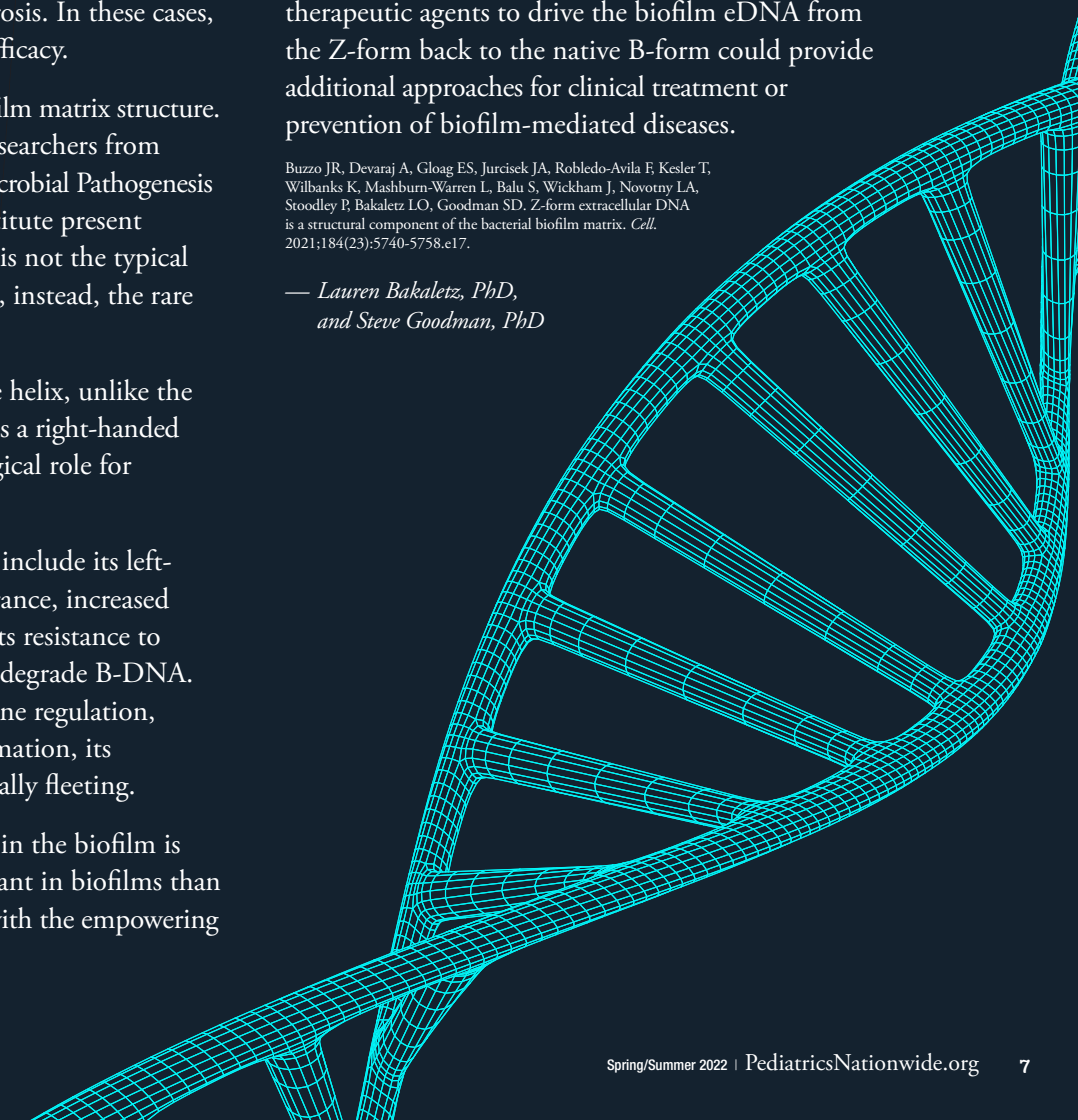 rosis. In these cases,
fficacy.
ilm matrix structure.
searchers from
crobial Pathogenesis
titute present
is not the typical
, instead, the rare
e helix, unlike the
s a right-handed
gical role for
include its left-
rance, increased
ts resistance to
degrade B-DNA.
ne regulation,
mation, its
ally fleeting.
in the biofilm is
ant in biofilms than
with the empowering
therapeutic agents to drive the biofilm eDNA from
the Z-form back to the native B-form could provide
additional approaches for clinical treatment or
prevention of biofilm-mediated diseases.
Buzzo JR, Devaraj A, Gloag ES, Jurcisek JA, Robledo-Avila F, Kesler T,
Wilbanks K, Mashburn-Warren L, Balu S, Wickham J, Novotny LA,
Stoodley P, Bakaletz LO, Goodman SD. Z-form extracellular DNA
is a structural component of the bacterial biofilm matrix. Cell.
2021;184(23):5740-5758.e17.
— Lauren Bakaletz, PhD,
and Steve Goodman, PhD
Spring/Summer 2022 | PediatricsNationwide.org 7